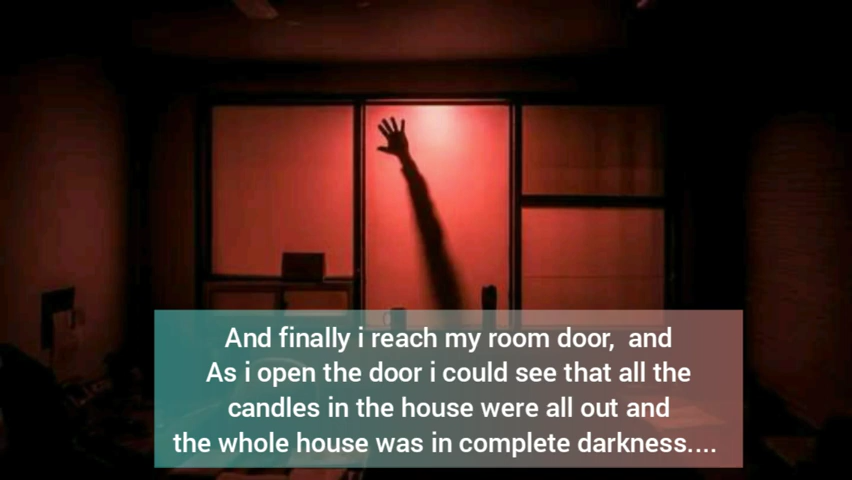 And finally i reach my room door, and
As i open the door i could see that all the
candles in the house were all out and
the whole house was in complete darkness....